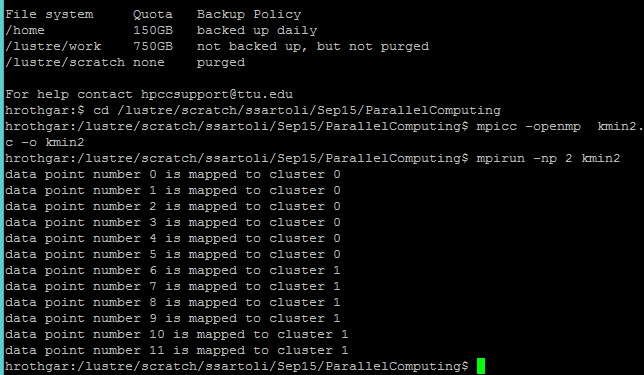 File system     Quota   Backup Policy
/home           150GB   backed up daily
/lustre/work    750GB   not backed up, but not purged
/lustre/scratch none    purged
For help contact hpccsupport@ttu.edu
hrothgar:$ cd /lustre/scratch/ssartoli/Sep15/ParallelComputing
hrothgar:/lustre/scratch/ssartoli/Sep15/ParallelComputing$ mpicc -openmp  kmin2.
c -o kmin2
hrothgar:/lustre/scratch/ssartoli/Sep15/ParallelComputing$ mpirun -np 2 kmin2
data point number 0 is mapped to cluster 0
data point number 1 is mapped to cluster 0
data point number 2 is mapped to cluster 0
data point number 3 is mapped to cluster 0
data point number 4 is mapped to cluster 0
data point number 5 is mapped to cluster 0
data point number 6 is mapped to cluster 1
data point number 7 is mapped to cluster 1
data point number 8 is mapped to cluster 1
data point number 9 is mapped to cluster 1
data point number 10 is mapped to cluster 1
data point number 11 is mapped to cluster 1
hrothgar:/lustre/scratch/ssartoli/Sep15/ParallelComputing$